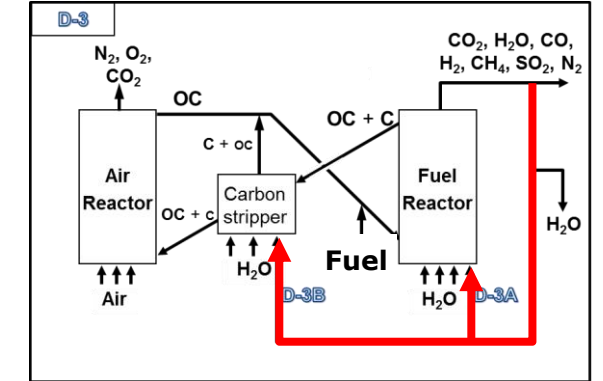 D-3
N₂, O₂,
CO₂
CO₂, H₂O, CO,
H₂, CH₄, SO₂, N₂
OC
OC + C
C + oc
Air
Reactor
Carbon
stripper
Fuel
Reactor
OC + c
H₂O
Fuel
H₂O
D-3B
H₂O
D-3A
Air